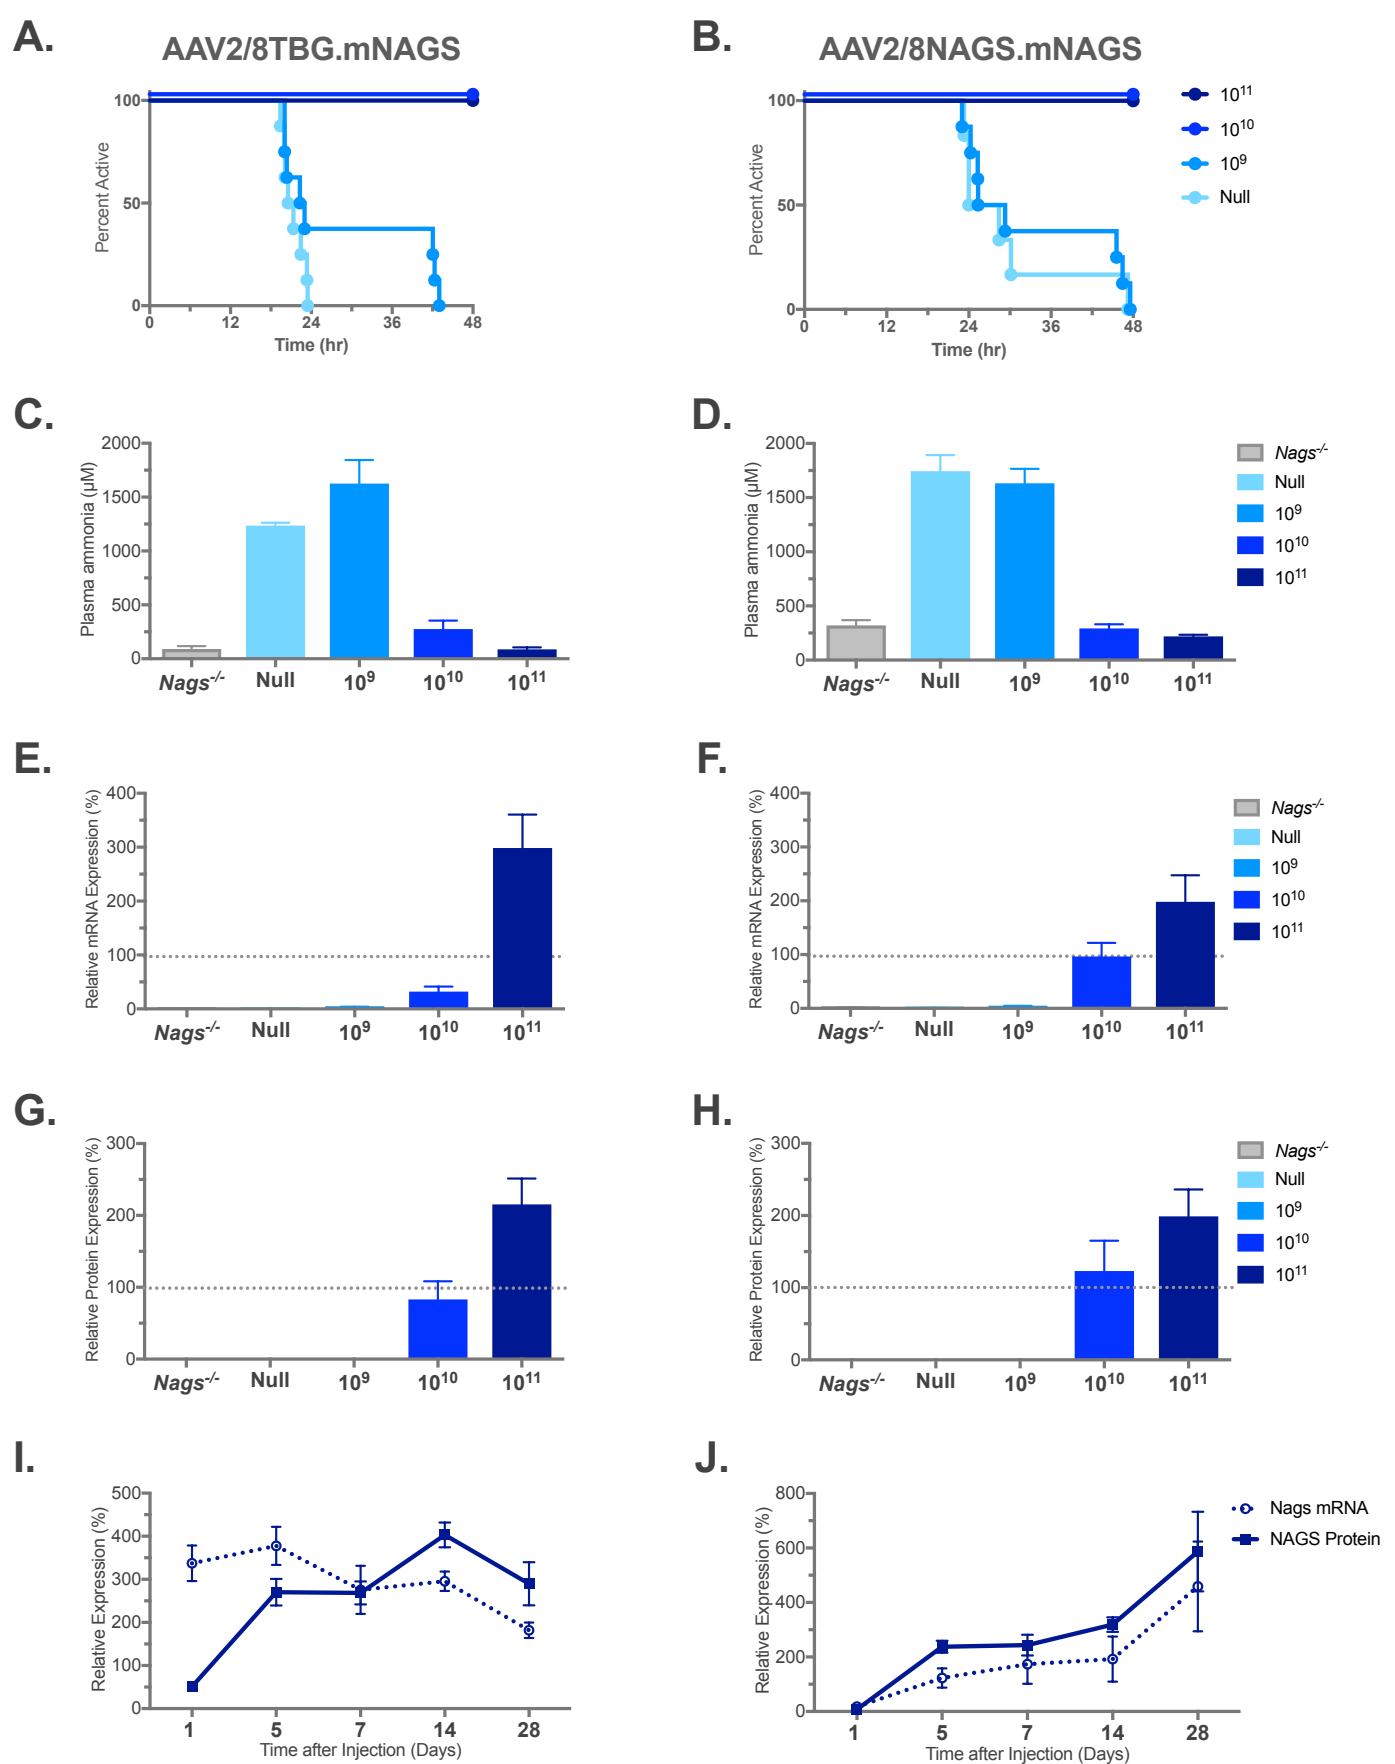 A.
AAV2/8TBG.mNAGS
100
50
0
Percent Active
0 12 24 36 48
Time (hr)
B.
AAV2/8NAGS.mNAGS
100
50
0
Percent Active
0 12 24 36 48
Time (hr)
10¹¹
10¹⁰
10⁹
Null
C.
2000
1500
1000
500
0
Plasma ammonia (µM)
Nags⁻/⁻ Null 10⁹ 10¹⁰ 10¹¹
D.
2000
1500
1000
500
0
Plasma ammonia (µM)
Nags⁻/⁻ Null 10⁹ 10¹⁰ 10¹¹
Nags⁻/⁻
Null
10⁹
10¹⁰
10¹¹
E.
400
300
200
100
0
Relative mRNA Expression (%)
Nags⁻/⁻ Null 10⁹ 10¹⁰ 10¹¹
F.
400
300
200
100
0
Relative mRNA Expression (%)
Nags⁻/⁻ Null 10⁹ 10¹⁰ 10¹¹
Nags⁻/⁻
Null
10⁹
10¹⁰
10¹¹
G.
300
200
100
0
Relative Protein Expression (%)
Nags⁻/⁻ Null 10⁹ 10¹⁰ 10¹¹
H.
300
200
100
0
Relative Protein Expression (%)
Nags⁻/⁻ Null 10⁹ 10¹⁰ 10¹¹
Nags⁻/⁻
Null
10⁹
10¹⁰
10¹¹
I.
500
400
300
200
100
0
Relative Expression (%)
1 5 7 14 28
Time after Injection (Days)
J.
800
600
400
200
0
Relative Expression (%)
1 5 7 14 28
Time after Injection (Days)
Nags mRNA
NAGS Protein